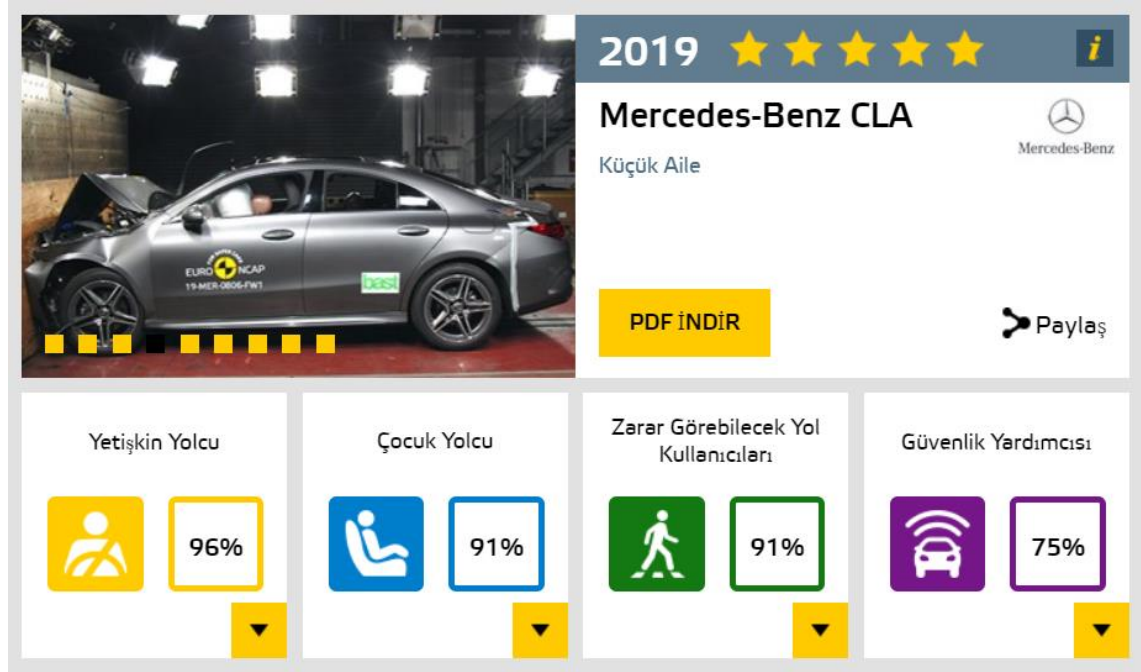 2019
i
Mercedes-Benz CLA
Mercedes-Benz
Küçük Aile
EURO NCAP
19-MER-0806-FW1
bast
PDF İNDİR
Paylaş
Yetişkin Yolcu
96%
Çocuk Yolcu
91%
Zarar Görebilecek Yol
Kullanıcıları
91%
Güvenlik Yardımcısı
75%